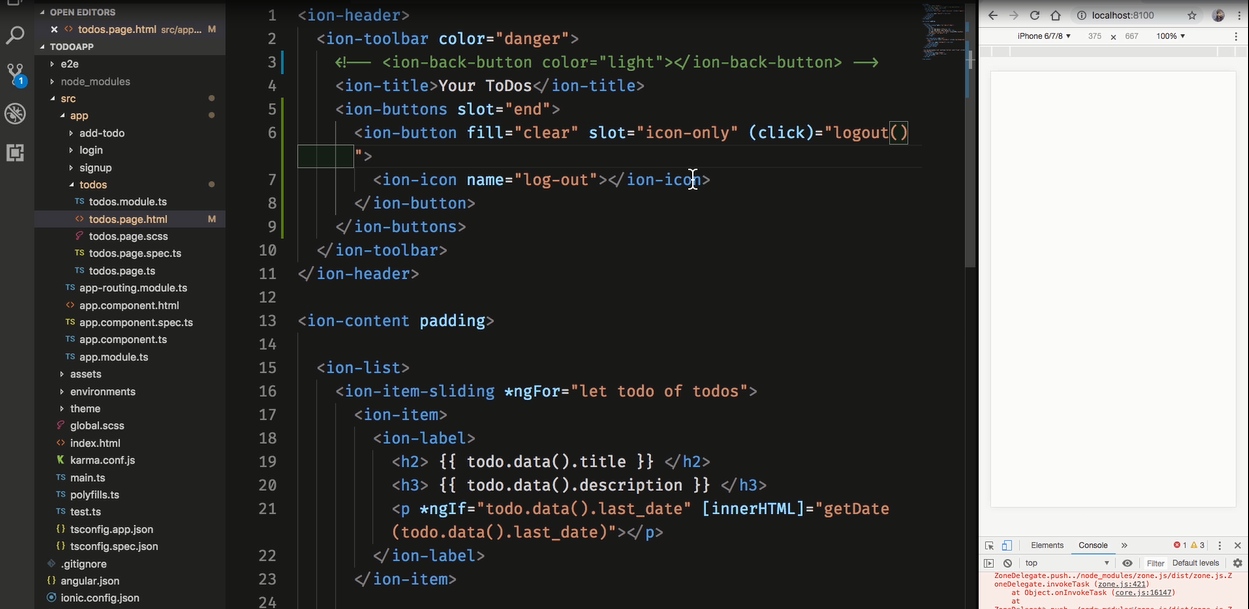 OPEN EDITORS
× <> todos.page.html src/app... M
TODOAPP
e2e
node_modules
src
app
add-todo
login
signup
todos
TS todos.module.ts
<> todos.page.html M
todos.page.scss
TS todos.page.spec.ts
TS todos.page.ts
TS app-routing.module.ts
<> app.component.html
TS app.component.spec.ts
TS app.component.ts
TS app.module.ts
assets
environments
theme
global.scss
<> index.html
karma.conf.js
TS main.ts
TS polyfills.ts
TS test.ts
{} tsconfig.app.json
{} tsconfig.spec.json
.gitignore
{} angular.json
{} ionic.config.json
1
1 <ion-header>
2 <ion-toolbar color="danger">
3 <!-- <ion-back-button color="light"></ion-back-button> -->
4 <ion-title>Your ToDos</ion-title>
5 <ion-buttons slot="end">
6 <ion-button fill="clear" slot="icon-only" (click)="logout()
">
7 <ion-icon name="log-out"></ion-icon>
8 </ion-button>
9 </ion-buttons>
10 </ion-toolbar>
11 </ion-header>
12
13 <ion-content padding>
14
15 <ion-list>
16 <ion-item-sliding *ngFor="let todo of todos">
17 <ion-item>
18 <ion-label>
19 <h2> {{ todo.data().title }} </h2>
20 <h3> {{ todo.data().description }} </h3>
21 <p *ngIf="todo.data().last_date" [innerHTML]="getDate
(todo.data().last_date)"></p>
22 </ion-label>
23 </ion-item>
24
localhost:8100
iPhone 6/7/8 ▼ 375 × 667 100% ▼
Elements Console » 1 3
top ▼ Filter Default levels
ZoneDelegate.push../node_modules/zone.js/dist/zone.js.Z
oneDelegate.invokeTask (zone.js:421)
at Object.onInvokeTask (core.js:16147)
at